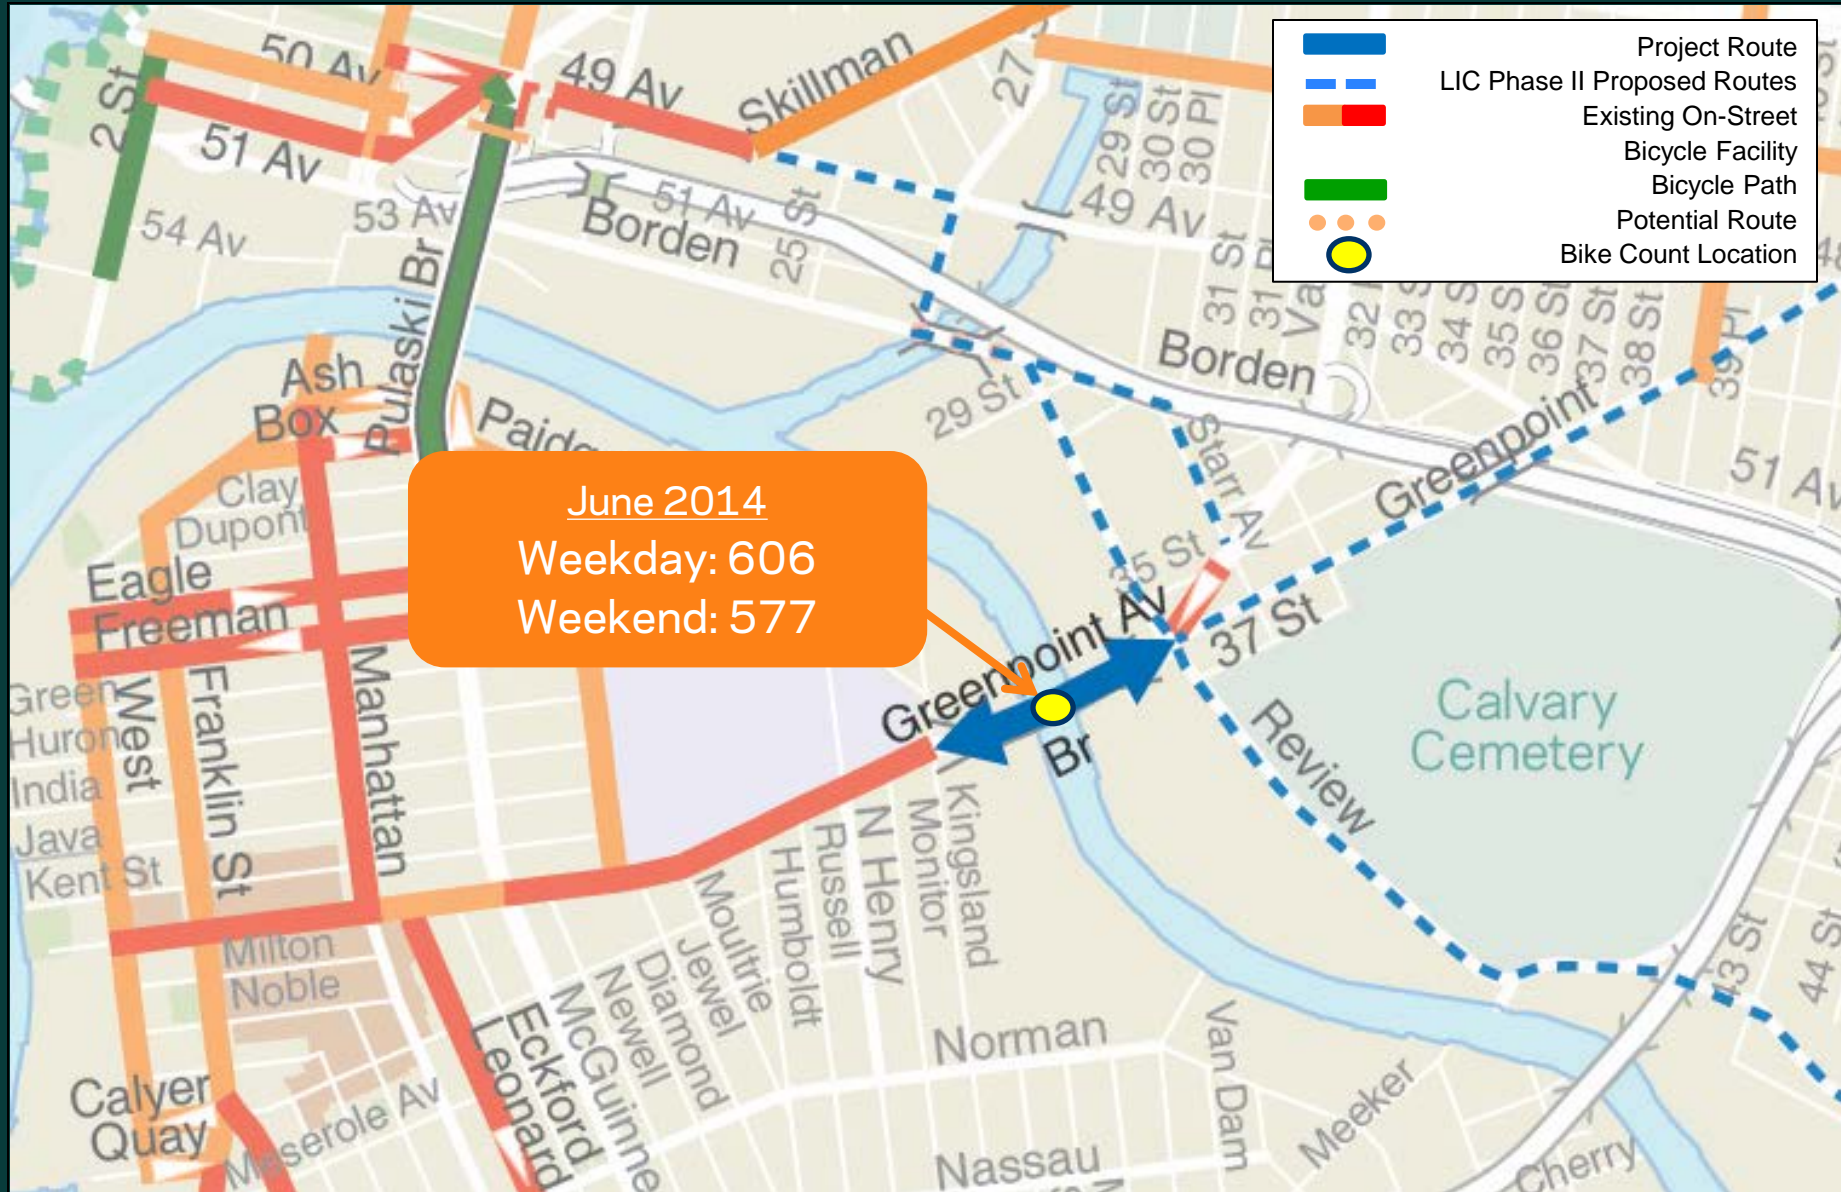 Project Route
LIC Phase II Proposed Routes
Existing On-Street
Bicycle Facility
Bicycle Path
Potential Route
Bike Count Location
50 Av
49 Av
Skillman
27
2 St
51 Av
29 St
30 St
30 Pl
54 Av
53 Av
Borden
51 Av
25 St
49 Av
31 St
31 Pl
Va
32
33 S
34 S
35 S
36 St
37 St
38 St
39 Pl
48
Pulaski Br
Ash
Box
Paidg
29 St
Borden
Starr Av
Greenpoint
51 Av
Clay
Dupont
June 2014
Weekday: 606
Weekend: 577
Eagle
Freeman
35 St
37 St
Greenpoint Av
Br
Green
Huron
India
Java
Kent St
West
Franklin St
Manhattan
Review
Calvary
Cemetery
Kingsland
Monitor
N Henry
Russell
Humboldt
Moultrie
Jewel
Diamond
Newell
McGuinne
Eckford
Leonard
Milton
Noble
43 St
44 St
Norman
Van Dam
Meeker
Calyer
Quay
Meserole Av
Nassau
Cherry